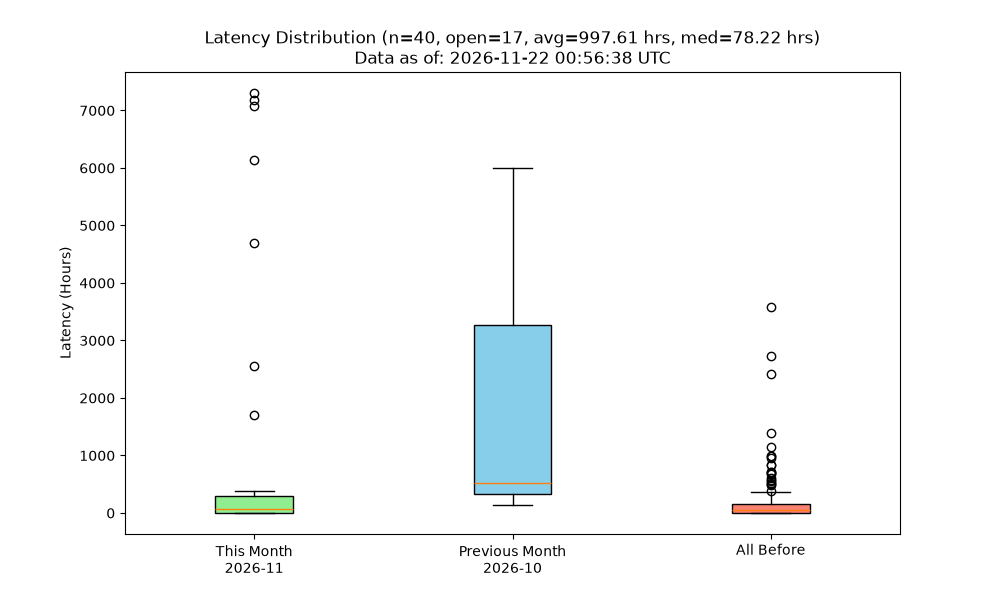 Latency Distribution (n=40, open=17, avg=997.61 hrs, med=78.22 hrs)
Data as of: 2026-11-22 00:56:38 UTC
Latency (Hours)
7000
6000
5000
4000
3000
2000
1000
0
This Month
2026-11
Previous Month
2026-10
All Before